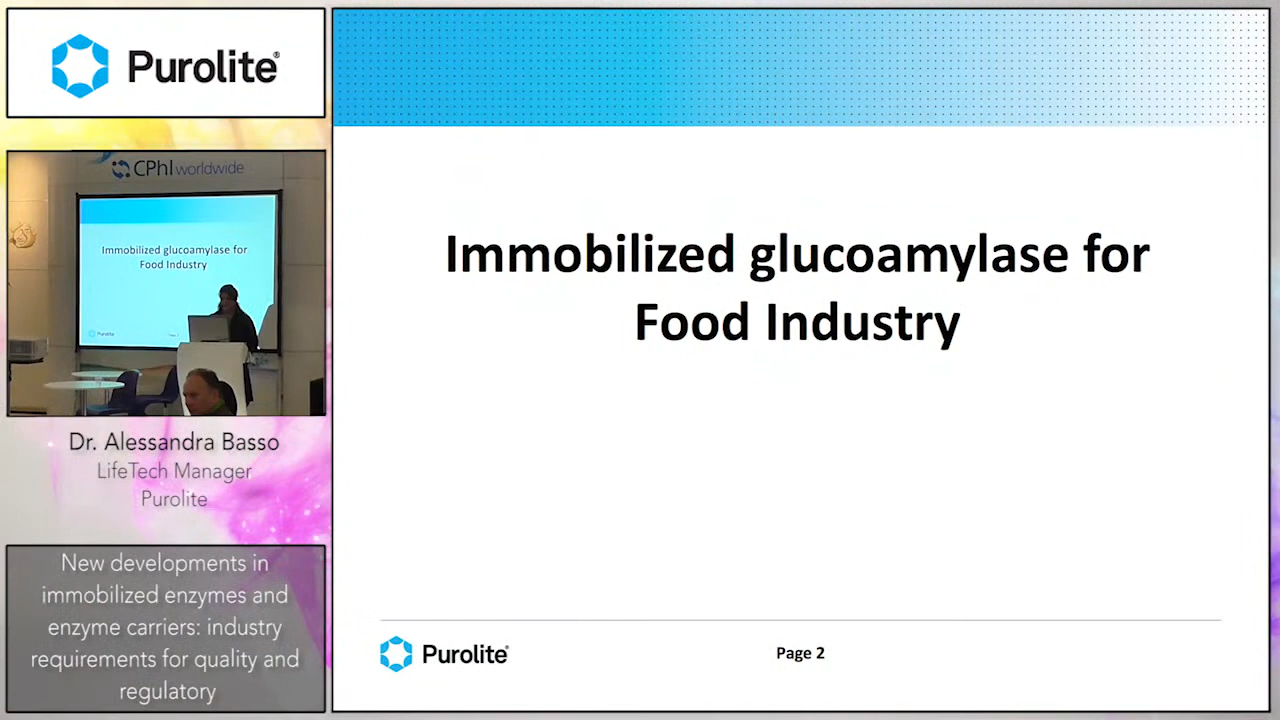 Purolite®
CPhI worldwide
Immobilized glucoamylase for
Food Industry
Purolite
Dr. Alessandra Basso
LifeTech Manager
Purolite
New developments in
immobilized enzymes and
enzyme carriers: industry
requirements for quality and
regulatory
Immobilized glucoamylase for
Food Industry
Purolite®
Page 2